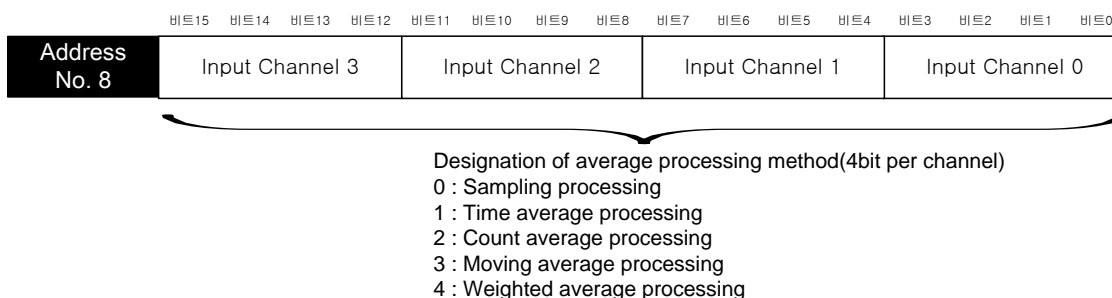 비트15 비트14 비트13 비트12 비트11 비트10 비트9 비트8 비트7 비트6 비트5 비트4 비트3 비트2 비트1 비트0
Address
No. 8
Input Channel 3 Input Channel 2 Input Channel 1 Input Channel 0
Designation of average processing method(4bit per channel)
0 : Sampling processing
1 : Time average processing
2 : Count average processing
3 : Moving average processing
4 : Weighted average processing